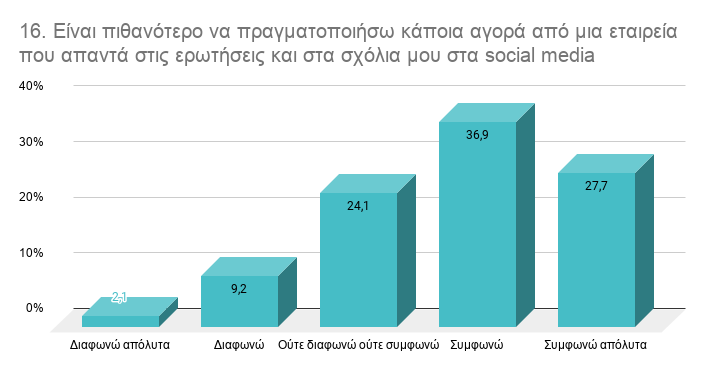 16. Είναι πιθανότερο να πραγματοποιήσω κάποια αγορά από μια εταιρεία
που απαντά στις ερωτήσεις και στα σχόλια μου στα social media
40%
30%
20%
10%
0%
2,1
9,2
24,1
36,9
27,7
Διαφωνώ απόλυτα
Διαφωνώ
Ούτε διαφωνώ ούτε συμφωνώ
Συμφωνώ
Συμφωνώ απόλυτα